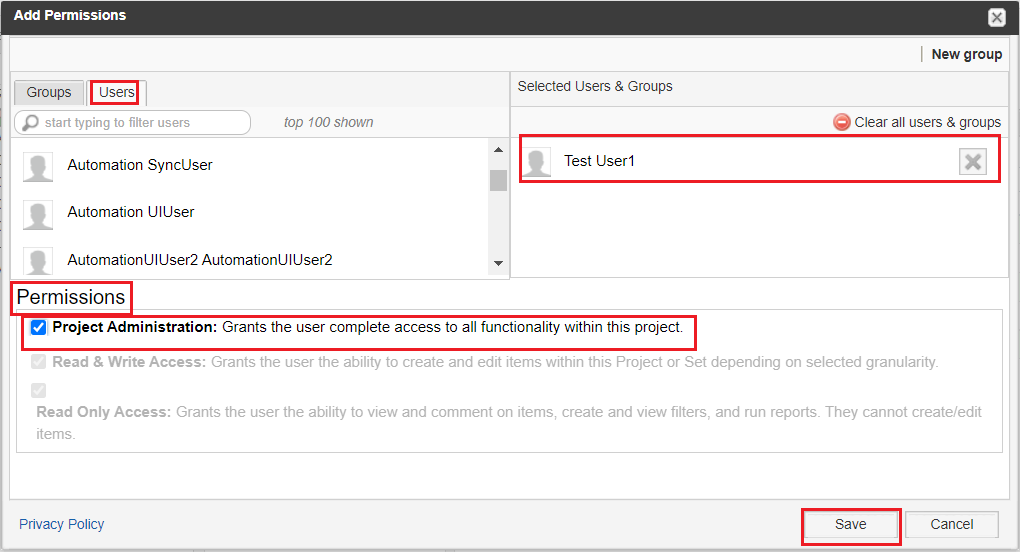 Add Permissions
New group
Groups
Users
Selected Users & Groups
start typing to filter users
top 100 shown
Clear all users & groups
Automation SyncUser
Test User1
Automation UIUser
AutomationUIUser2 AutomationUIUser2
Permissions
Project Administration: Grants the user complete access to all functionality within this project.
Read & Write Access: Grants the user the ability to create and edit items within this Project or Set depending on selected granularity.
Read Only Access: Grants the user the ability to view and comment on items, create and view filters, and run reports. They cannot create/edit
items.
Privacy Policy
Save
Cancel